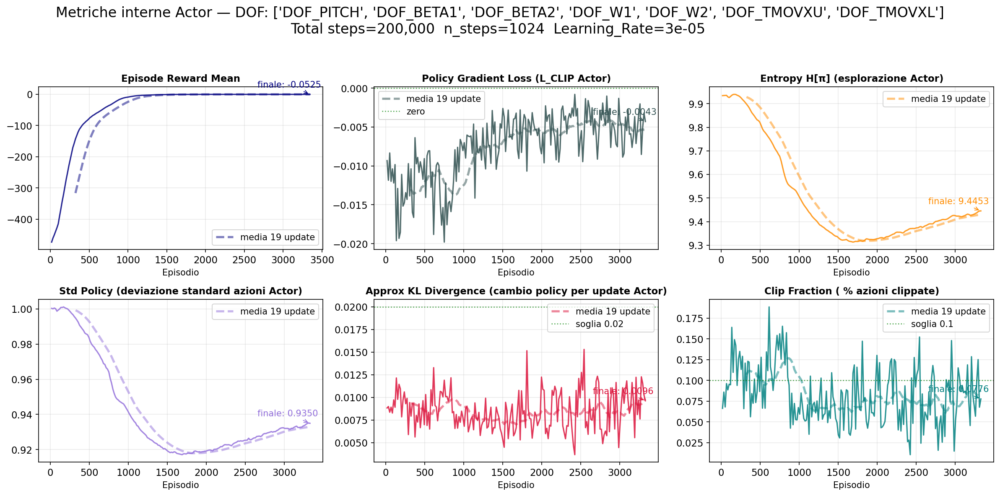 Metriche interne Actor — DOF: ['DOF_PITCH', 'DOF_BETA1', 'DOF_BETA2', 'DOF_W1', 'DOF_W2', 'DOF_TMOVXU', 'DOF_TMOVXL']
Total steps=200,000  n_steps=1024  Learning_Rate=3e-05
Episode Reward Mean
finale: -0.0525
0
−100
−200
−300
−400
media 19 update
0 500 1000 1500 2000 2500 3000 3500
Episodio
Policy Gradient Loss (L_CLIP Actor)
0.000
−0.005
−0.010
−0.015
−0.020
media 19 update
zero
finale: -0.0043
0 500 1000 1500 2000 2500 3000
Episodio
Entropy H[π] (esplorazione Actor)
9.9
9.8
9.7
9.6
9.5
9.4
9.3
media 19 update
finale: 9.4453
0 500 1000 1500 2000 2500 3000
Episodio
Std Policy (deviazione standard azioni Actor)
1.00
0.98
0.96
0.94
0.92
media 19 update
finale: 0.9350
0 500 1000 1500 2000 2500 3000
Episodio
Approx KL Divergence (cambio policy per update Actor)
0.0200
0.0175
0.0150
0.0125
0.0100
0.0075
0.0050
media 19 update
soglia 0.02
finale: 0.0096
0 500 1000 1500 2000 2500 3000
Episodio
Clip Fraction ( % azioni clippate)
0.175
0.150
0.125
0.100
0.075
0.050
0.025
media 19 update
soglia 0.1
finale: 0.0776
0 500 1000 1500 2000 2500 3000
Episodio